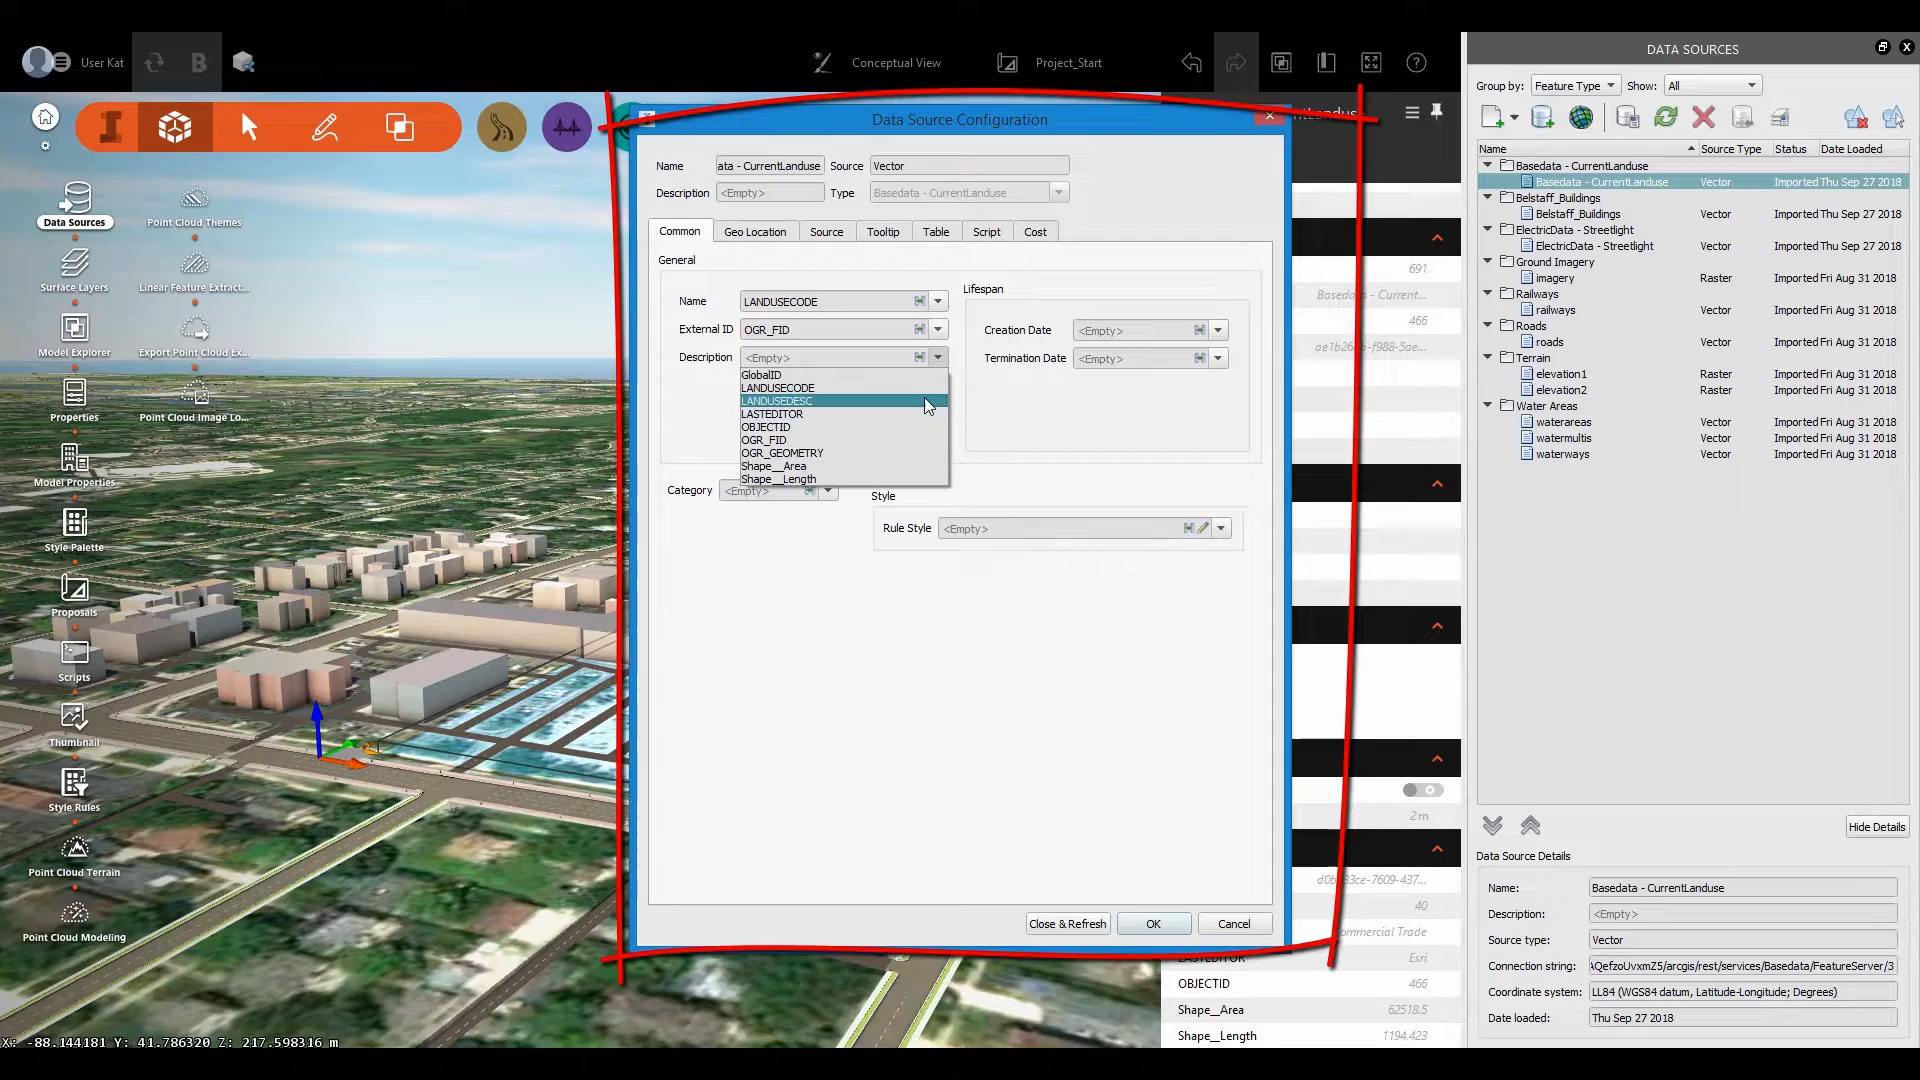 User Kat
B
Conceptual View
Project_Start
DATA SOURCES
Group by:
Feature Type
Show:
All
Name
Source Type
Status
Date Loaded
Basedata - CurrentLanduse
Basedata - CurrentLanduse Vector Imported Thu Sep 27 2018
Belstaff_Buildings
Belstaff_Buildings Vector Imported Thu Sep 27 2018
ElectricData - Streetlight
ElectricData - Streetlight Vector Imported Thu Sep 27 2018
Ground Imagery
imagery Raster Imported Fri Aug 31 2018
Railways
railways Vector Imported Fri Aug 31 2018
Roads
roads Vector Imported Fri Aug 31 2018
Terrain
elevation1 Raster Imported Fri Aug 31 2018
elevation2 Raster Imported Fri Aug 31 2018
Water Areas
waterareas Vector Imported Fri Aug 31 2018
watermultis Vector Imported Fri Aug 31 2018
waterways Vector Imported Fri Aug 31 2018
Hide Details
Data Source Details
Name: Basedata - CurrentLanduse
Description: <Empty>
Source type: Vector
Connection string: \QefzoUvxmZ5/arcgis/rest/services/Basedata/FeatureServer/3
Coordinate system: LL84 (WGS84 datum, Latitude-Longitude; Degrees)
Date loaded: Thu Sep 27 2018
Data Sources
Surface Layers
Model Explorer
Properties
Model Properties
Style Palette
Proposals
Scripts
Thumbnail
Style Rules
Point Cloud Terrain
Point Cloud Modeling
Point Cloud Themes
Linear Feature Extract...
Export Point Cloud Ex...
Point Cloud Image Lo...
Data Source Configuration
Name ata - CurrentLanduse Source Vector
Description <Empty> Type Basedata - CurrentLanduse
Common Geo Location Source Tooltip Table Script Cost
General
Name LANDUSECODE
External ID OGR_FID
Description <Empty>
GlobalID
LANDUSECODE
LANDUSEDESC
LASTEDITOR
OBJECTID
OGR_FID
OGR_GEOMETRY
Shape__Area
Shape__Length
Lifespan
Creation Date <Empty>
Termination Date <Empty>
Category <Empty>
Style
Rule Style <Empty>
Close & Refresh OK Cancel
691
Basedata - Current...
466
2 m
40
ommercial Trade
LASTEDITOR Esri
OBJECTID 466
Shape__Area 62518.5
Shape__Length 1194.423
X: -88.144181 Y: 41.786320 Z: 217.598316 m